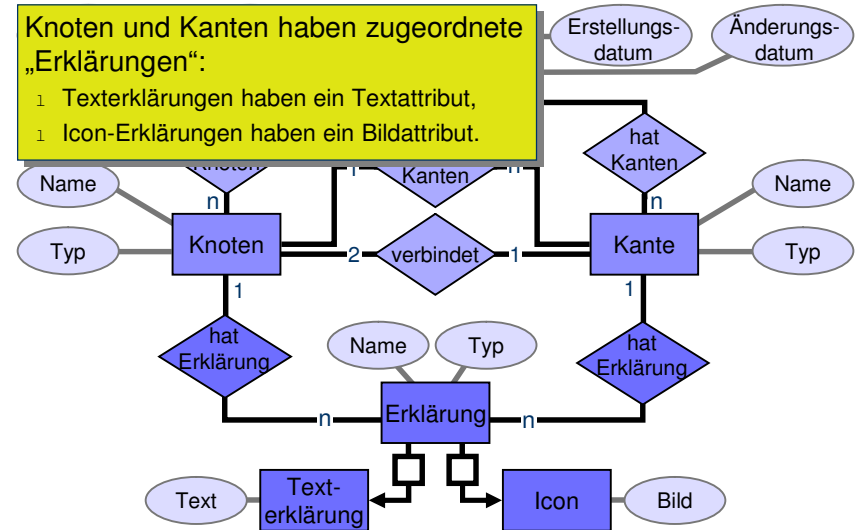 Knoten und Kanten haben zugeordnete
„Erklärungen“:
l Texterklärungen haben ein Textattribut,
l Icon-Erklärungen haben ein Bildattribut.
Erstellungs-
datum
Änderungs-
datum
hat
Kanten
Knoten
Kanten
1
n
n
n
Name
Typ
Knoten
2
verbindet
1
Kante
Name
Typ
1
1
hat
Erklärung
Name
Typ
hat
Erklärung
n
Erklärung
n
Text
Text-
erklärung
Icon
Bild